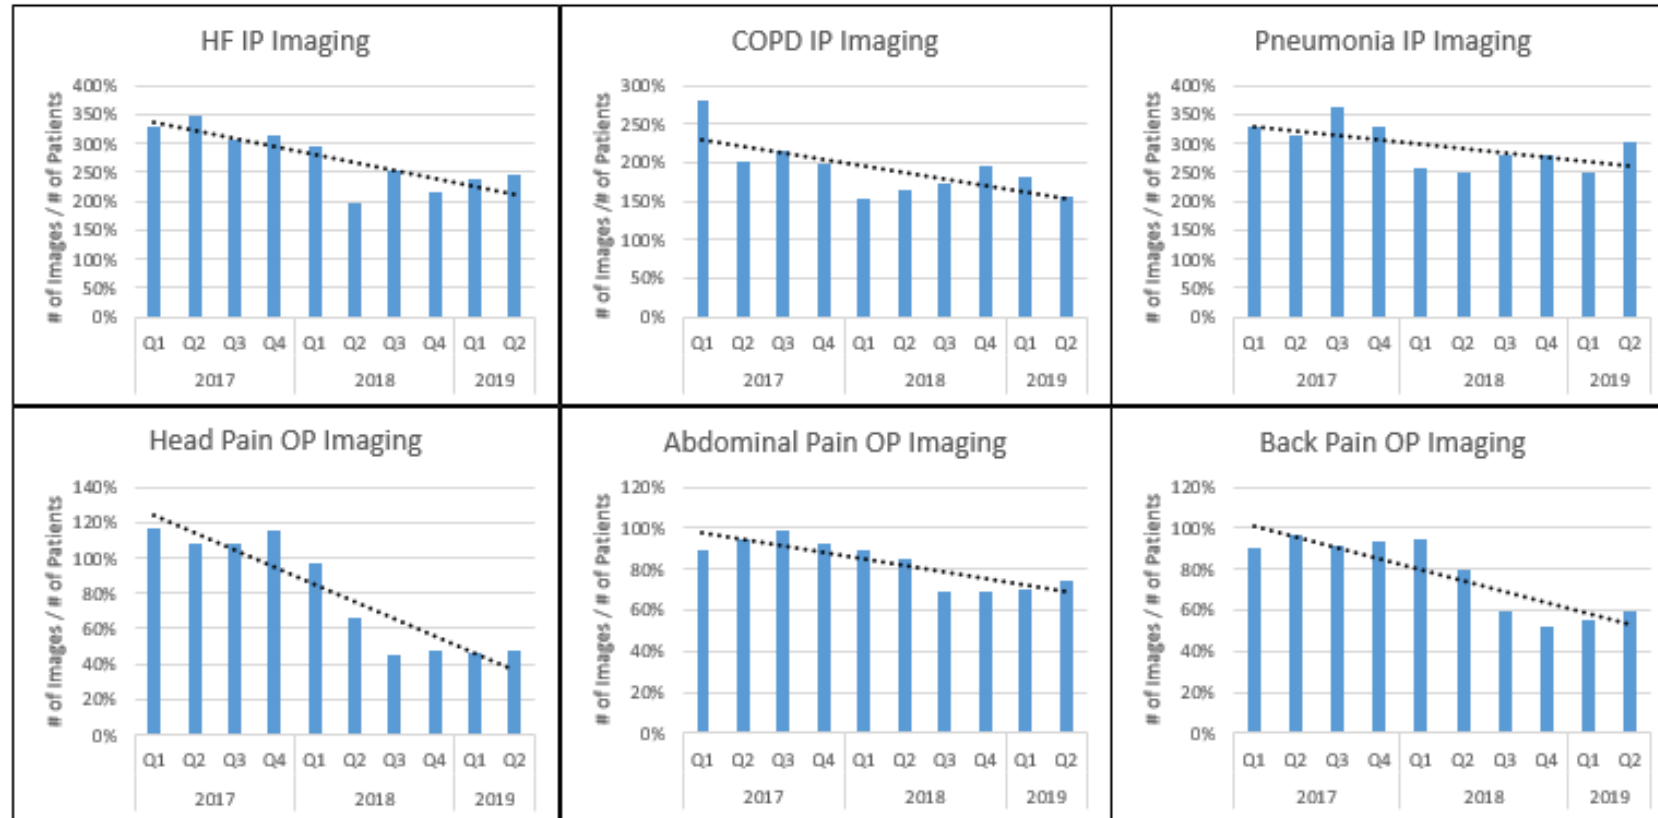 HF IP Imaging
# of Images / # of Patients
400%
350%
300%
250%
200%
150%
100%
50%
0%
Q1 Q2 Q3 Q4 Q1 Q2 Q3 Q4 Q1 Q2
2017 2018 2019
COPD IP Imaging
# of Images /# of Patients
300%
250%
200%
150%
100%
50%
0%
Q1 Q2 Q3 Q4 Q1 Q2 Q3 Q4 Q1 Q2
2017 2018 2019
Pneumonia IP Imaging
# of Images / # of Patients
400%
350%
300%
250%
200%
150%
100%
50%
0%
Q1 Q2 Q3 Q4 Q1 Q2 Q3 Q4 Q1 Q2
2017 2018 2019
Head Pain OP Imaging
# of Images / # of Patients
140%
120%
100%
80%
60%
40%
20%
0%
Q1 Q2 Q3 Q4 Q1 Q2 Q3 Q4 Q1 Q2
2017 2018 2019
Abdominal Pain OP Imaging
# of Images / # of Patients
120%
100%
80%
60%
40%
20%
0%
Q1 Q2 Q3 Q4 Q1 Q2 Q3 Q4 Q1 Q2
2017 2018 2019
Back Pain OP Imaging
# of Images / # of Patients
120%
100%
80%
60%
40%
20%
0%
Q1 Q2 Q3 Q4 Q1 Q2 Q3 Q4 Q1 Q2
2017 2018 2019